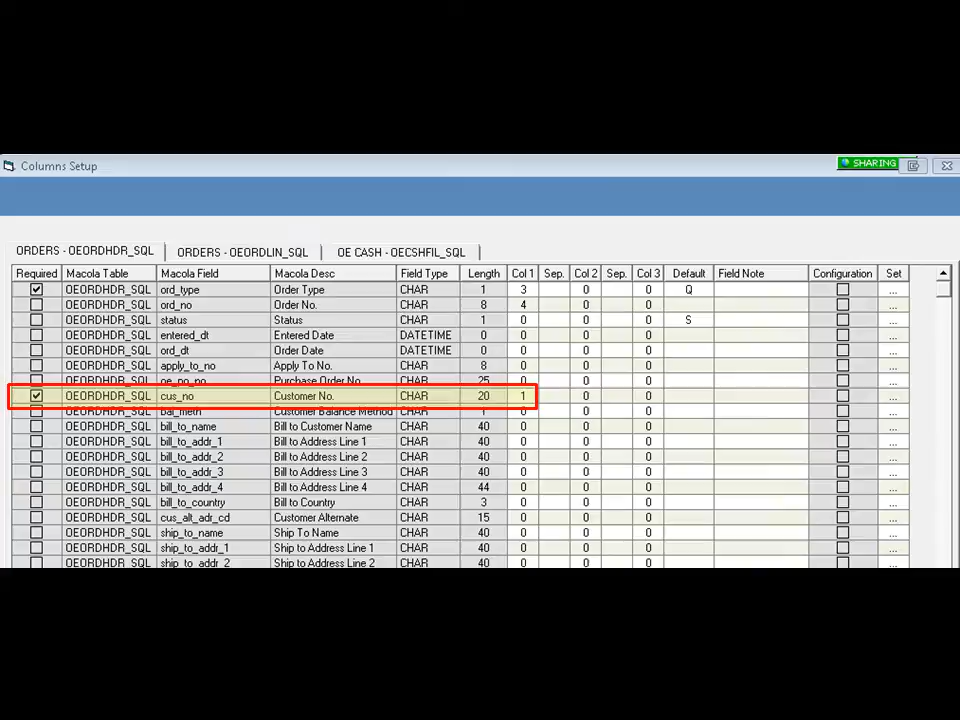 Columns Setup
SHARING
ORDERS - OEORDHDR_SQL ORDERS - OEORDLIN_SQL OE CASH - OECSHFIL_SQL
Required Macola Table Macola Field Macola Desc Field Type Length Col 1 Sep. Col 2 Sep. Col 3 Default Field Note Configuration Set
OEORDHDR_SQL ord_type Order Type CHAR 1 3 0 0 Q ...
OEORDHDR_SQL ord_no Order No. CHAR 8 4 0 0 ...
OEORDHDR_SQL status Status CHAR 1 0 0 0 S ...
OEORDHDR_SQL entered_dt Entered Date DATETIME 0 0 0 0 ...
OEORDHDR_SQL ord_dt Order Date DATETIME 0 0 0 0 ...
OEORDHDR_SQL apply_to_no Apply To No. CHAR 8 0 0 0 ...
OEORDHDR_SQL oe_po_no Purchase Order No. CHAR 25 0 0 0 ...
OEORDHDR_SQL cus_no Customer No. CHAR 20 1 0 0 ...
OEORDHDR_SQL bal_meth Customer Balance Method CHAR 1 0 0 0 ...
OEORDHDR_SQL bill_to_name Bill to Customer Name CHAR 40 0 0 0 ...
OEORDHDR_SQL bill_to_addr_1 Bill to Address Line 1 CHAR 40 0 0 0 ...
OEORDHDR_SQL bill_to_addr_2 Bill to Address Line 2 CHAR 40 0 0 0 ...
OEORDHDR_SQL bill_to_addr_3 Bill to Address Line 3 CHAR 40 0 0 0 ...
OEORDHDR_SQL bill_to_addr_4 Bill to Address Line 4 CHAR 44 0 0 0 ...
OEORDHDR_SQL bill_to_country Bill to Country CHAR 3 0 0 0 ...
OEORDHDR_SQL cus_alt_adr_cd Customer Alternate CHAR 15 0 0 0 ...
OEORDHDR_SQL ship_to_name Ship To Name CHAR 40 0 0 0 ...
OEORDHDR_SQL ship_to_addr_1 Ship to Address Line 1 CHAR 40 0 0 0 ...
OEORDHDR_SQL ship_to_addr_2 Ship to Address Line 2 CHAR 40 0 0 0 ...